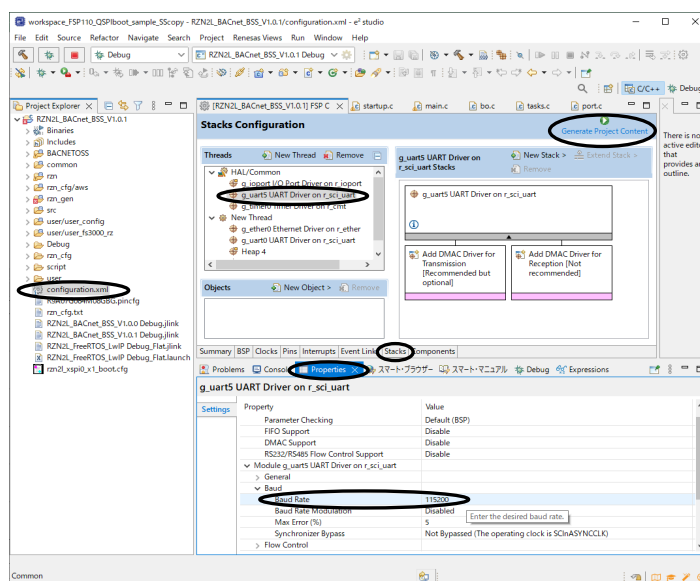 workspace_FSP110_QSPIboot_sample_SScopy - RZN2L_BACnet_BSS_V1.0.1/configuration.xml - e² studio
File Edit Source Refactor Navigate Search Project Renesas Views Run Window Help
Debug
RZN2L_BACnet_BSS_V1.0.1 Debug
C/C++
Debug
Project Explorer
RZN2L_BACnet_BSS_V1.0.1
Binaries
Includes
BACNETOSS
common
rzn
rzn_cfg/aws
rzn_gen
src
user/user_config
user/user_fs3000_rz
Debug
rzn_cfg
script
user
configuration.xml
R9A07G084M08GBG.pincfg
rzn_cfg.txt
RZN2L_BACnet_BSS_V1.0.0 Debug.jlink
RZN2L_BACnet_BSS_V1.0.1 Debug.jlink
RZN2L_FreeRTOS_LwIP Debug_Flat.jlink
RZN2L_FreeRTOS_LwIP Debug_Flat.launch
rzn2l_xspi0_x1_boot.cfg
[RZN2L_BACnet_BSS_V1.0.1] FSP C
startup.c
main.c
bo.c
tasks.c
port.c
Stacks Configuration
Generate Project Content
Threads
New Thread
Remove
HAL/Common
g_ioport I/O Port Driver on r_ioport
g_uart5 UART Driver on r_sci_uart
g_timer0 Timer Driver on r_cmt
New Thread
g_ether0 Ethernet Driver on r_ether
g_uart0 UART Driver on r_sci_uart
Heap 4
Objects
New Object >
Remove
g_uart5 UART Driver on
r_sci_uart Stacks
New Stack >
Extend Stack >
Remove
g_uart5 UART Driver on r_sci_uart
Add DMAC Driver for
Transmission
[Recommended but
optional]
Add DMAC Driver for
Reception [Not
recommended]
Summary BSP Clocks Pins Interrupts Event Link Stacks Components
There is no
active edito
that
provides an
outline.
Problems
Consol
Properties
スマート・ブラウザー
スマート・マニュアル
Debug
Expressions
g_uart5 UART Driver on r_sci_uart
Settings
Property Value
Parameter Checking Default (BSP)
FIFO Support Disable
DMAC Support Disable
RS232/RS485 Flow Control Support Disable
Module g_uart5 UART Driver on r_sci_uart
General
Baud
Baud Rate 115200
Baud Rate Modulation Disabled
Enter the desired baud rate.
Max Error (%) 5
Synchronizer Bypass Not Bypassed (The operating clock is SCInASYNCCLK)
Flow Control
Common